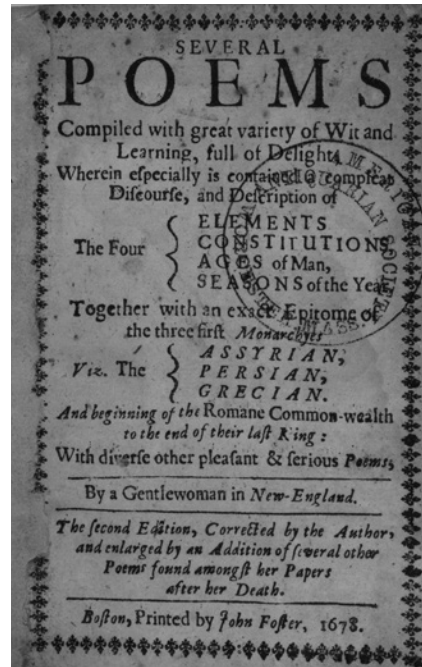 SEVERAL
POEMS
Compiled with great variety of Wit and
Learning, full of Delight;
Wherein eſpecially is contained a compleat
Diſcourſe, and Deſcription of
The Four
ELEMENTS
CONSTITUTIONS,
AGES of Man,
SEASONS of the Year.
Together with an exact Epitome of
the three firſt Monarchyes
Viz. The
ASSYRIAN,
PERSIAN,
GRECIAN.
And beginning of the Romane Common-wealth
to the end of their laſt King:
With diverſe other pleaſant & ſerious Poems,
By a Gentlewoman in New-England.
The ſecond Edition, Corrected by the Author,
and enlarged by an Addition of ſeveral other
Poems found amongſt her Papers
after her Death.
Boſton, Printed by John Foſter, 1678.
AMERICAN ANTIQUARIAN SOCIETY
MASS.